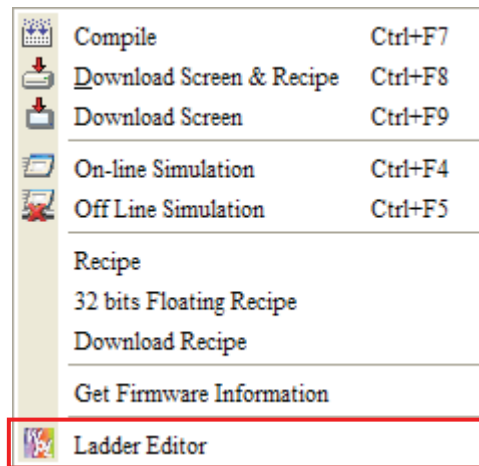 Compile Ctrl+F7
Download Screen & Recipe Ctrl+F8
Download Screen Ctrl+F9
On-line Simulation Ctrl+F4
Off Line Simulation Ctrl+F5
Recipe
32 bits Floating Recipe
Download Recipe
Get Firmware Information
Ladder Editor